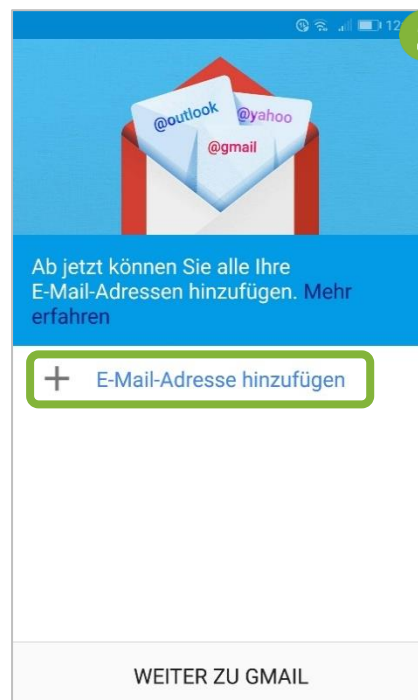 12
@outlook
@yahoo
@gmail
Ab jetzt können Sie alle Ihre
E-Mail-Adressen hinzufügen. Mehr
erfahren
+ E-Mail-Adresse hinzufügen
WEITER ZU GMAIL